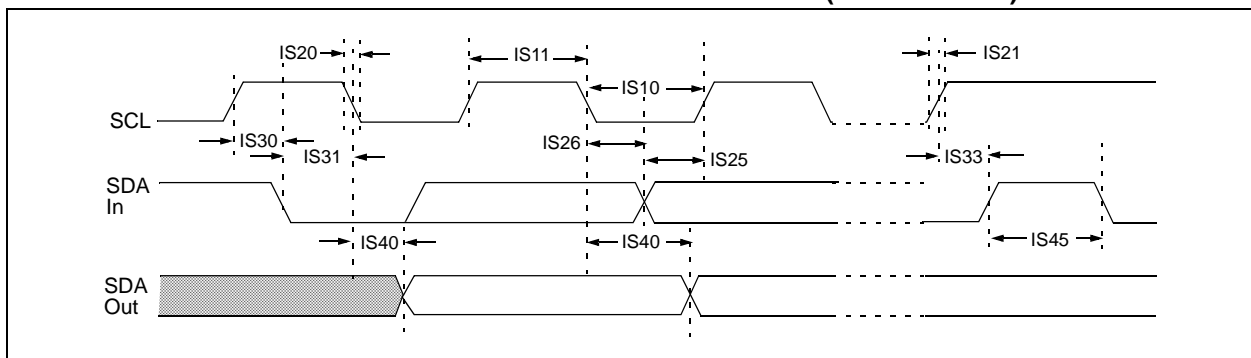 IS20
IS11
IS21
IS10
SCL
IS30
IS26
IS31
IS25
IS33
SDA
In
IS40
IS40
IS45
SDA
Out